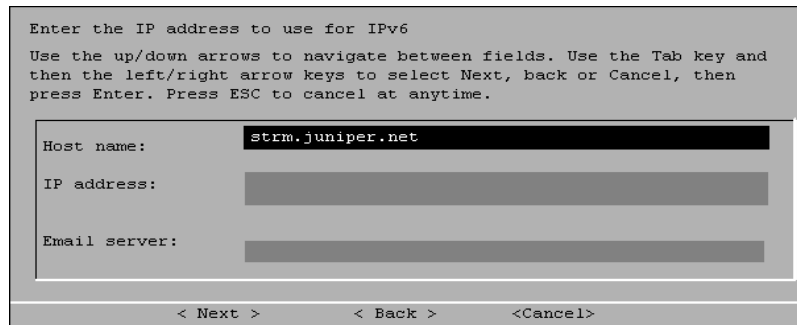 Enter the IP address to use for IPv6
Use the up/down arrows to navigate between fields. Use the Tab key and
then the left/right arrow keys to select Next, back or Cancel, then
press Enter. Press ESC to cancel at anytime.
Host name: strm.juniper.net
IP address:
Email server:
< Next > < Back > <Cancel>